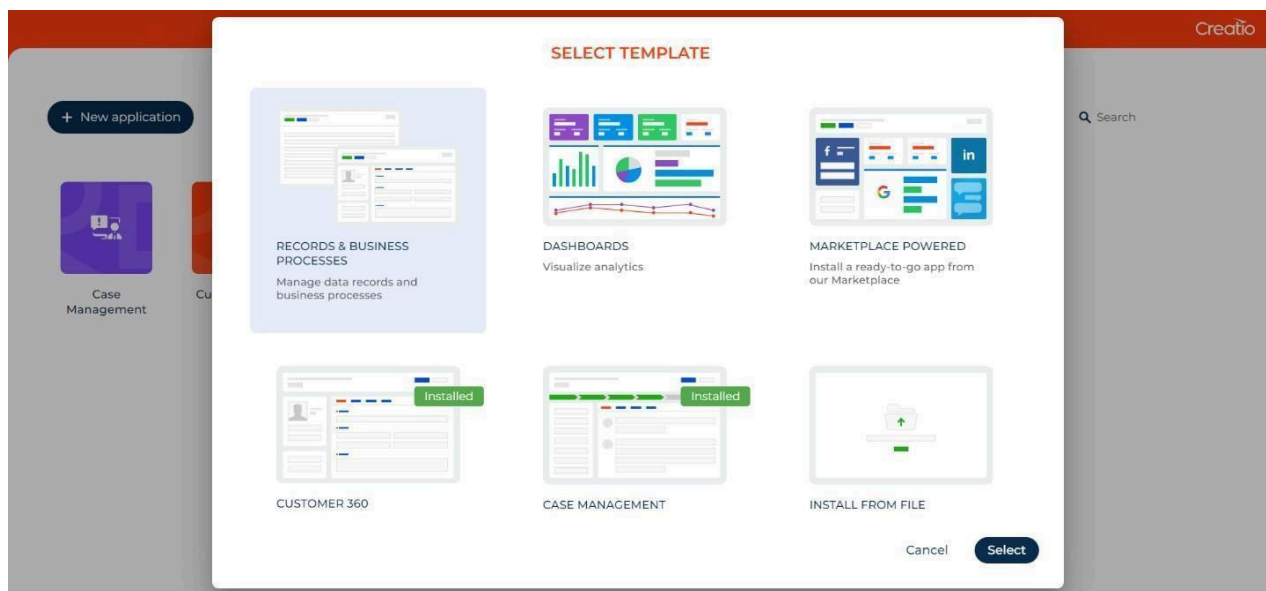 Creatio
SELECT TEMPLATE
+ New application
Search
f
in
G
RECORDS & BUSINESS
PROCESSES
Manage data records and
business processes
DASHBOARDS
Visualize analytics
MARKETPLACE POWERED
Install a ready-to-go app from
our Marketplace
Case
Management
Cu
Installed
Installed
CUSTOMER 360
CASE MANAGEMENT
INSTALL FROM FILE
Cancel
Select